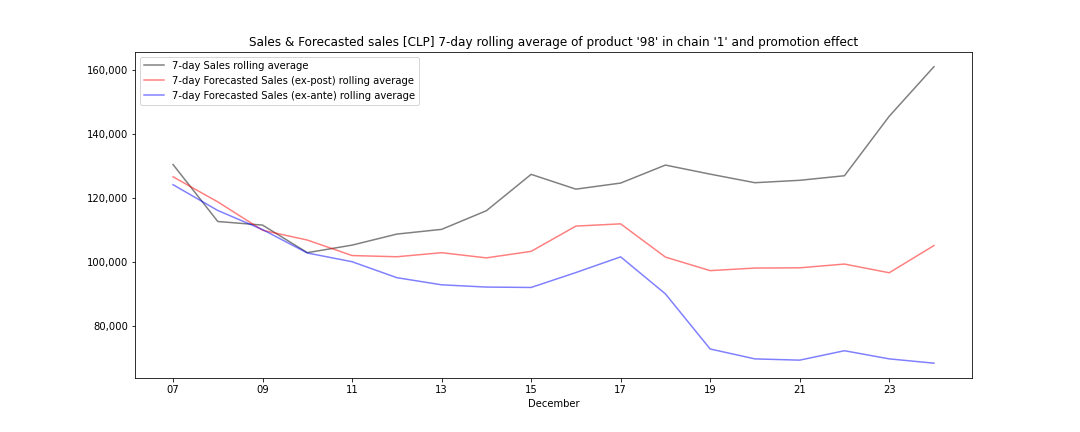 Sales & Forecasted sales [CLP] 7-day rolling average of product '98' in chain '1' and promotion effect
7-day Sales rolling average
7-day Forecasted Sales (ex-post) rolling average
7-day Forecasted Sales (ex-ante) rolling average
160,000
140,000
120,000
100,000
80,000
07 09 11 13 15 17 19 21 23
December